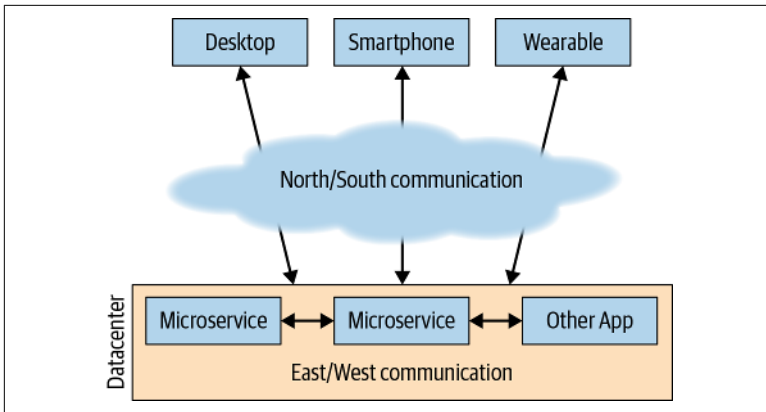 Desktop
Smartphone
Wearable
North/South communication
Datacenter
Microservice
Microservice
Other App
East/West communication